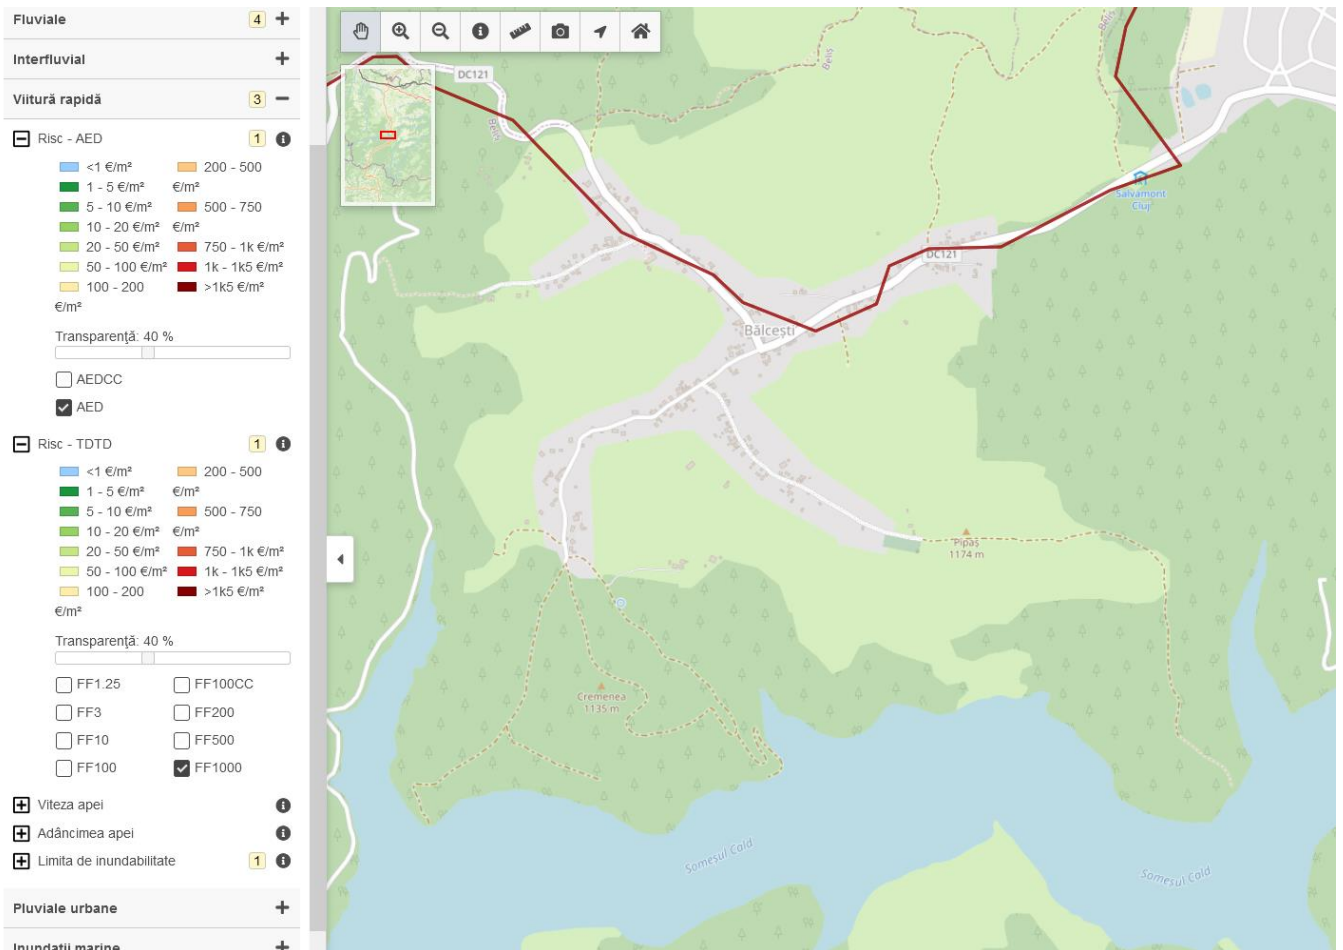 Fluviale 4
Interfluvial
Viitură rapidă 3
Risc - AED 1
<1 €/m² 200 - 500
1 - 5 €/m² €/m²
5 - 10 €/m² 500 - 750
10 - 20 €/m² €/m²
20 - 50 €/m² 750 - 1k €/m²
50 - 100 €/m² 1k - 1k5 €/m²
100 - 200 >1k5 €/m²
€/m²
Transparență: 40 %
AEDCC
AED
Risc - TDTD 1
<1 €/m² 200 - 500
1 - 5 €/m² €/m²
5 - 10 €/m² 500 - 750
10 - 20 €/m² €/m²
20 - 50 €/m² 750 - 1k €/m²
50 - 100 €/m² 1k - 1k5 €/m²
100 - 200 >1k5 €/m²
€/m²
Transparență: 40 %
FF1.25 FF100CC
FF3 FF200
FF10 FF500
FF100 FF1000
Viteza apei
Adâncimea apei
Limita de inundabilitate 1
Pluviale urbane
Inundații marine
DC121
Beliș
Beliș
Beliș
Salvamont
Cluj
DC121
Bălcești
Pipaș
1174 m
Cremenea
1135 m
Someșul Cald
Someșul Cald